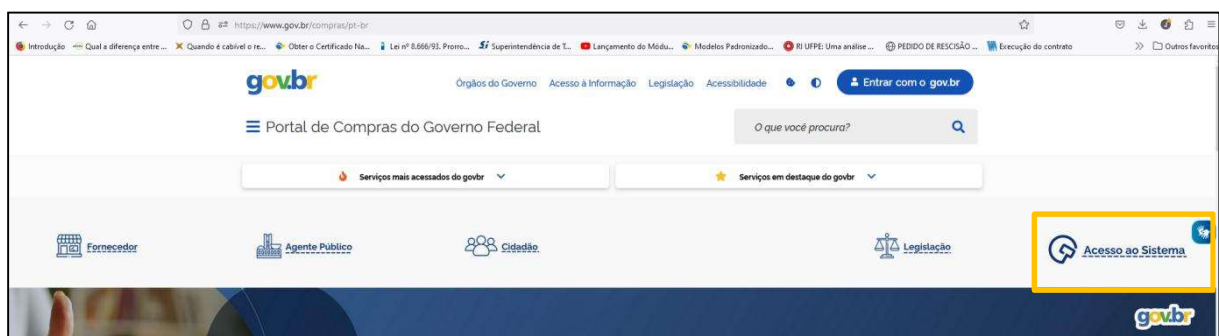 https://www.gov.br/compras/pt-br
Introdução Qual a diferença entre ... Quando é cabível o re... Obter o Certificado Na... Lei nº 8.666/93. Prorro... Superintendência de T... Lançamento do Módu... Modelos Padronizado... RI UFPE: Uma análise ... PEDIDO DE RESCISÃO ... Execução do contrato Outros favoritos
gov.br Órgãos do Governo Acesso à Informação Legislação Acessibilidade Entrar com o gov.br
Portal de Compras do Governo Federal O que você procura?
Serviços mais acessados do govbr Serviços em destaque do govbr
Fornecedor Agente Público Cidadão Legislação Acesso ao Sistema
gov.br